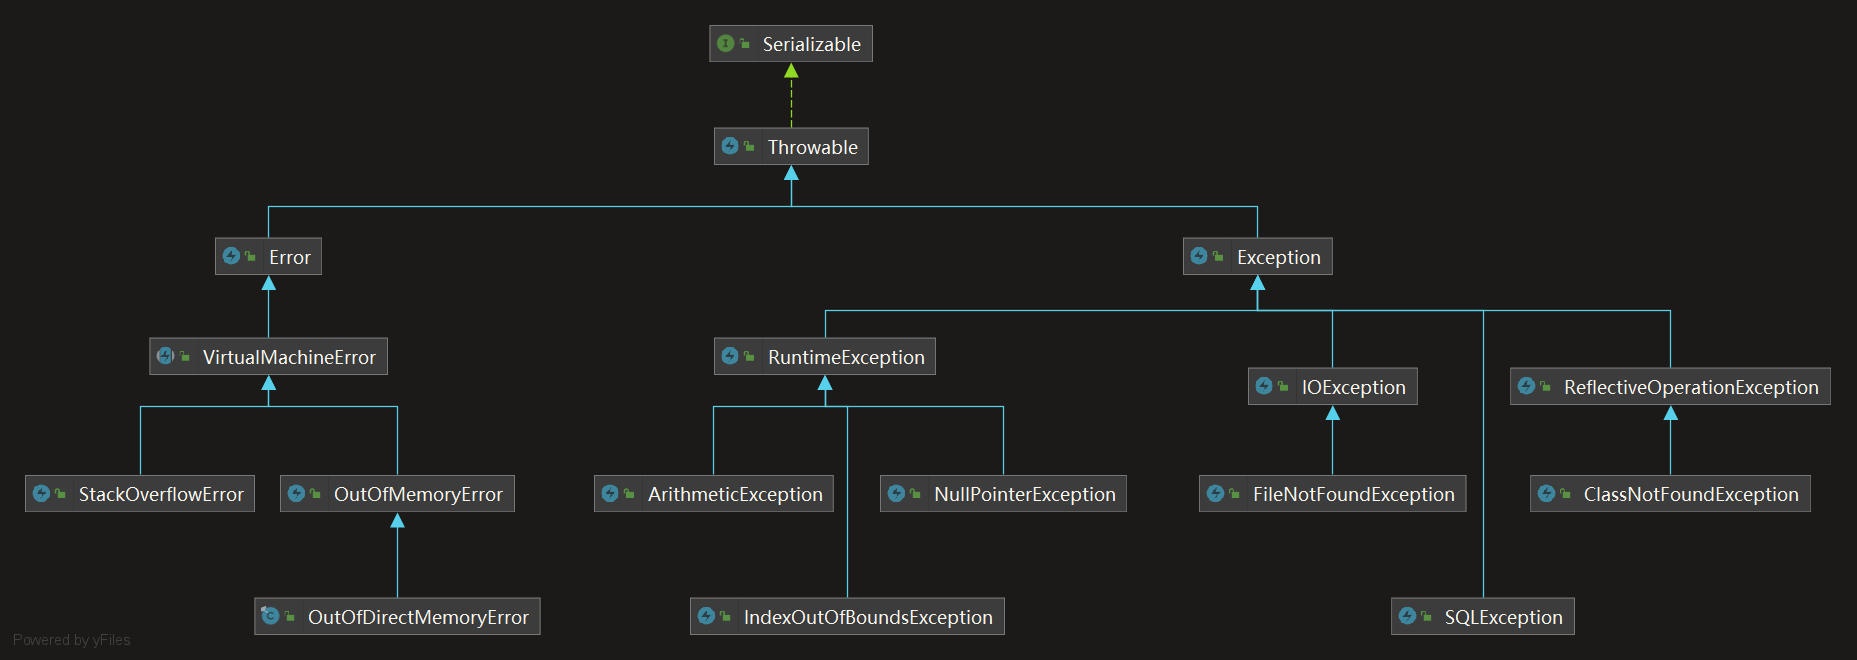 Serializable
Throwable
Error
Exception
VirtualMachineError
RuntimeException
IOException
ReflectiveOperationException
StackOverflowError
OutOfMemoryError
ArithmeticException
NullPointerException
FileNotFoundException
ClassNotFoundException
OutOfDirectMemoryError
IndexOutOfBoundsException
SQLException
Powered by yFiles